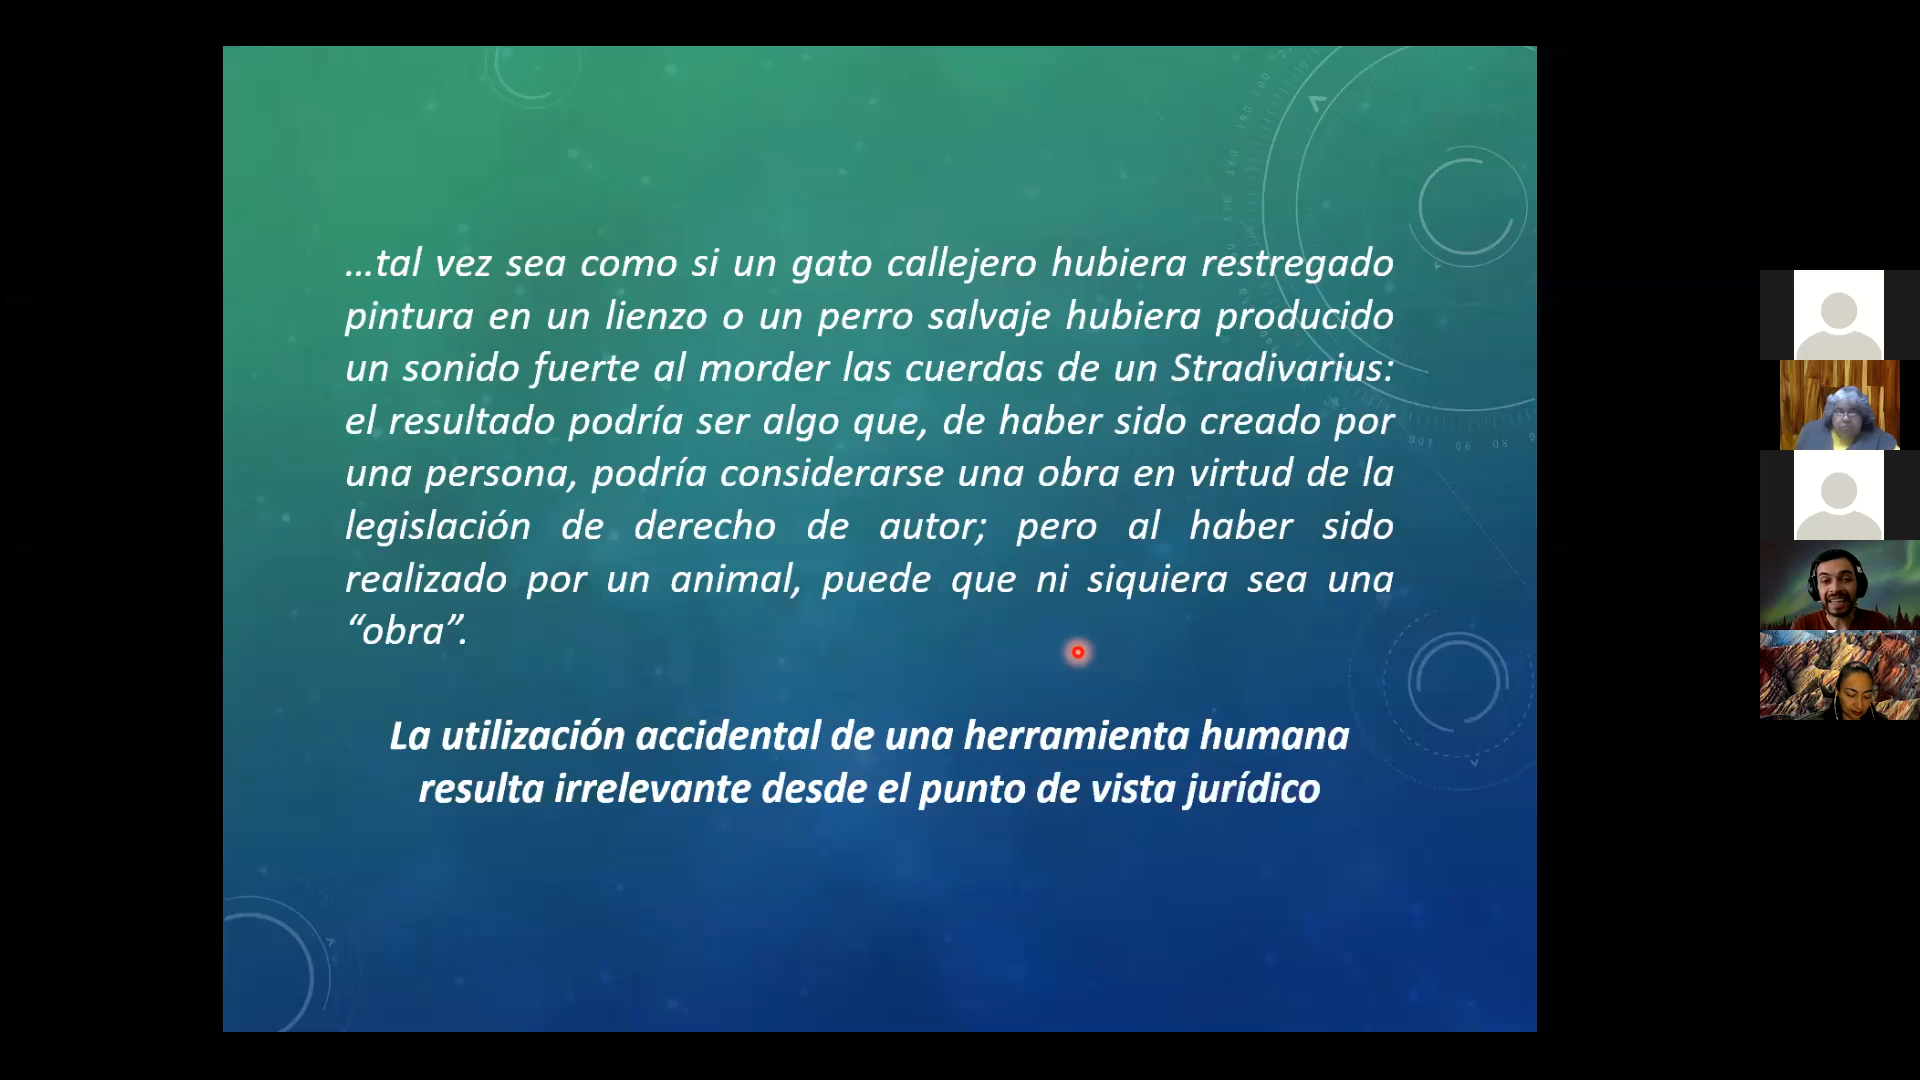 …tal vez sea como si un gato callejero hubiera restregado
pintura en un lienzo o un perro salvaje hubiera producido
un sonido fuerte al morder las cuerdas de un Stradivarius:
el resultado podría ser algo que, de haber sido creado por
una persona, podría considerarse una obra en virtud de la
legislación de derecho de autor; pero al haber sido
realizado por un animal, puede que ni siquiera sea una
“obra”.
La utilización accidental de una herramienta humana
resulta irrelevante desde el punto de vista jurídico